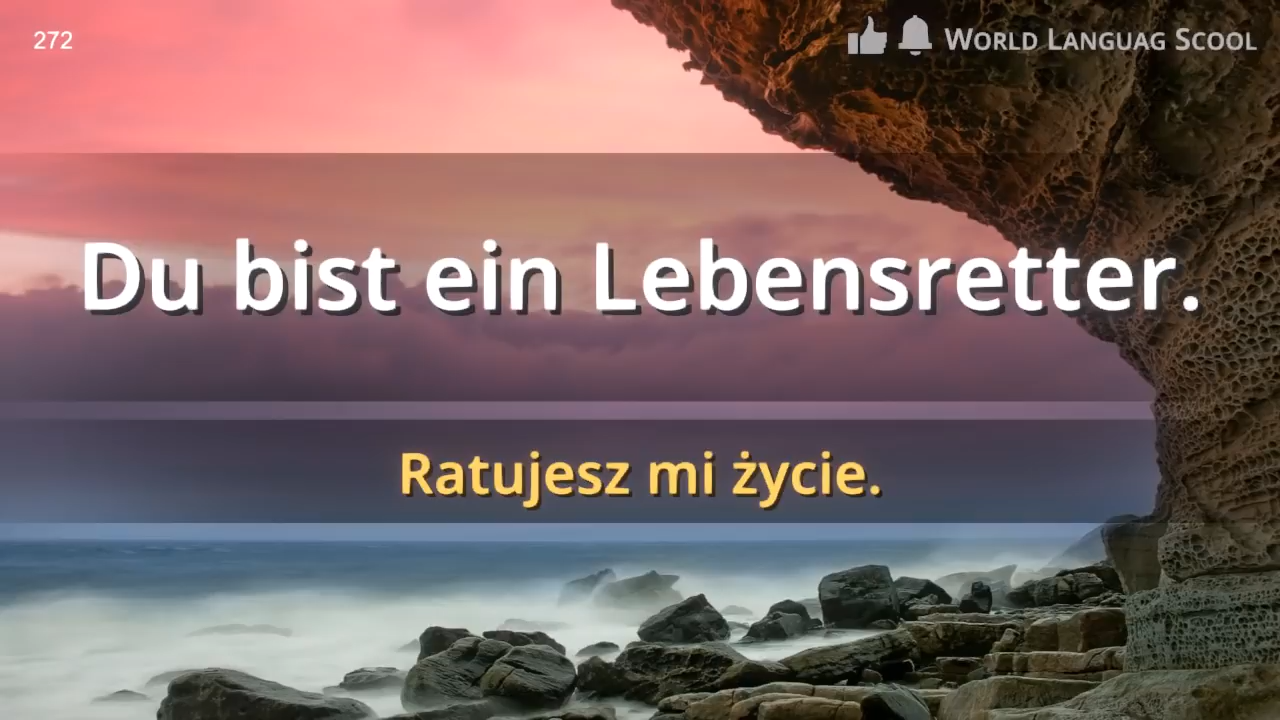 272
WORLD LANGUAG SCOOL
Du bist ein Lebensretter.
Ratujesz mi życie.